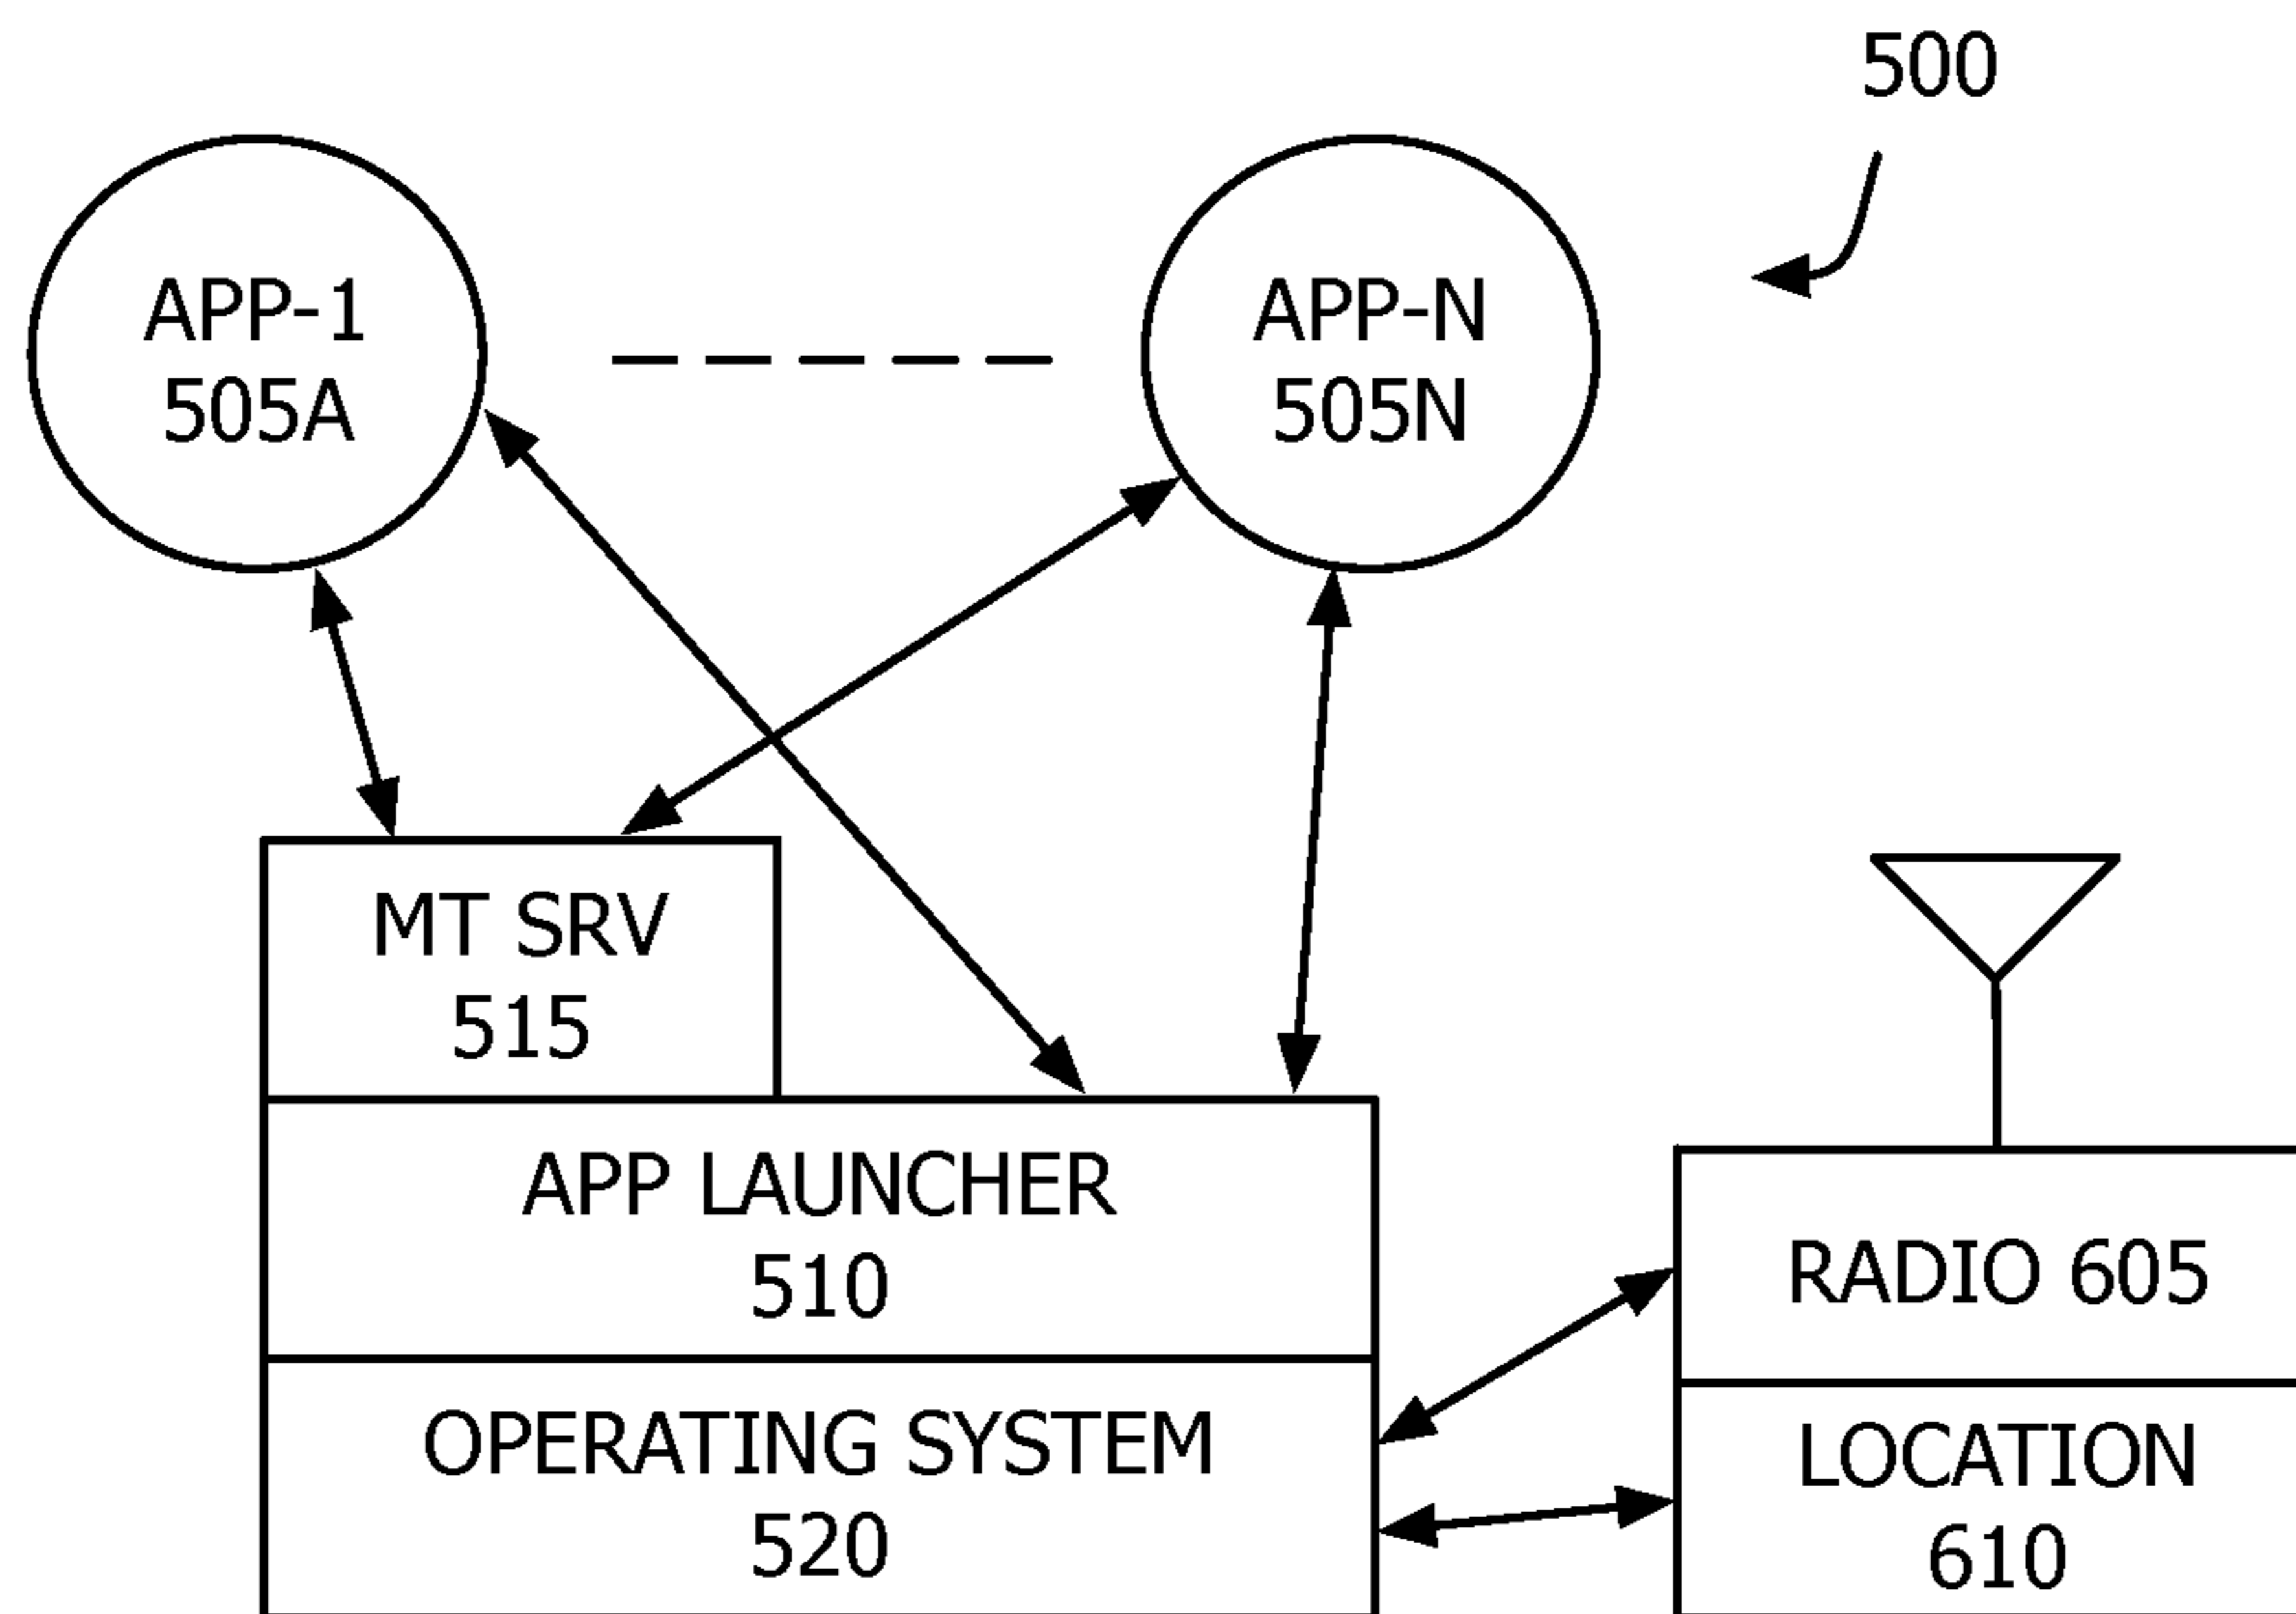 500
APP-1
505A
APP-N
505N
MT SRV
515
APP LAUNCHER
510
OPERATING SYSTEM
520
RADIO 605
LOCATION
610